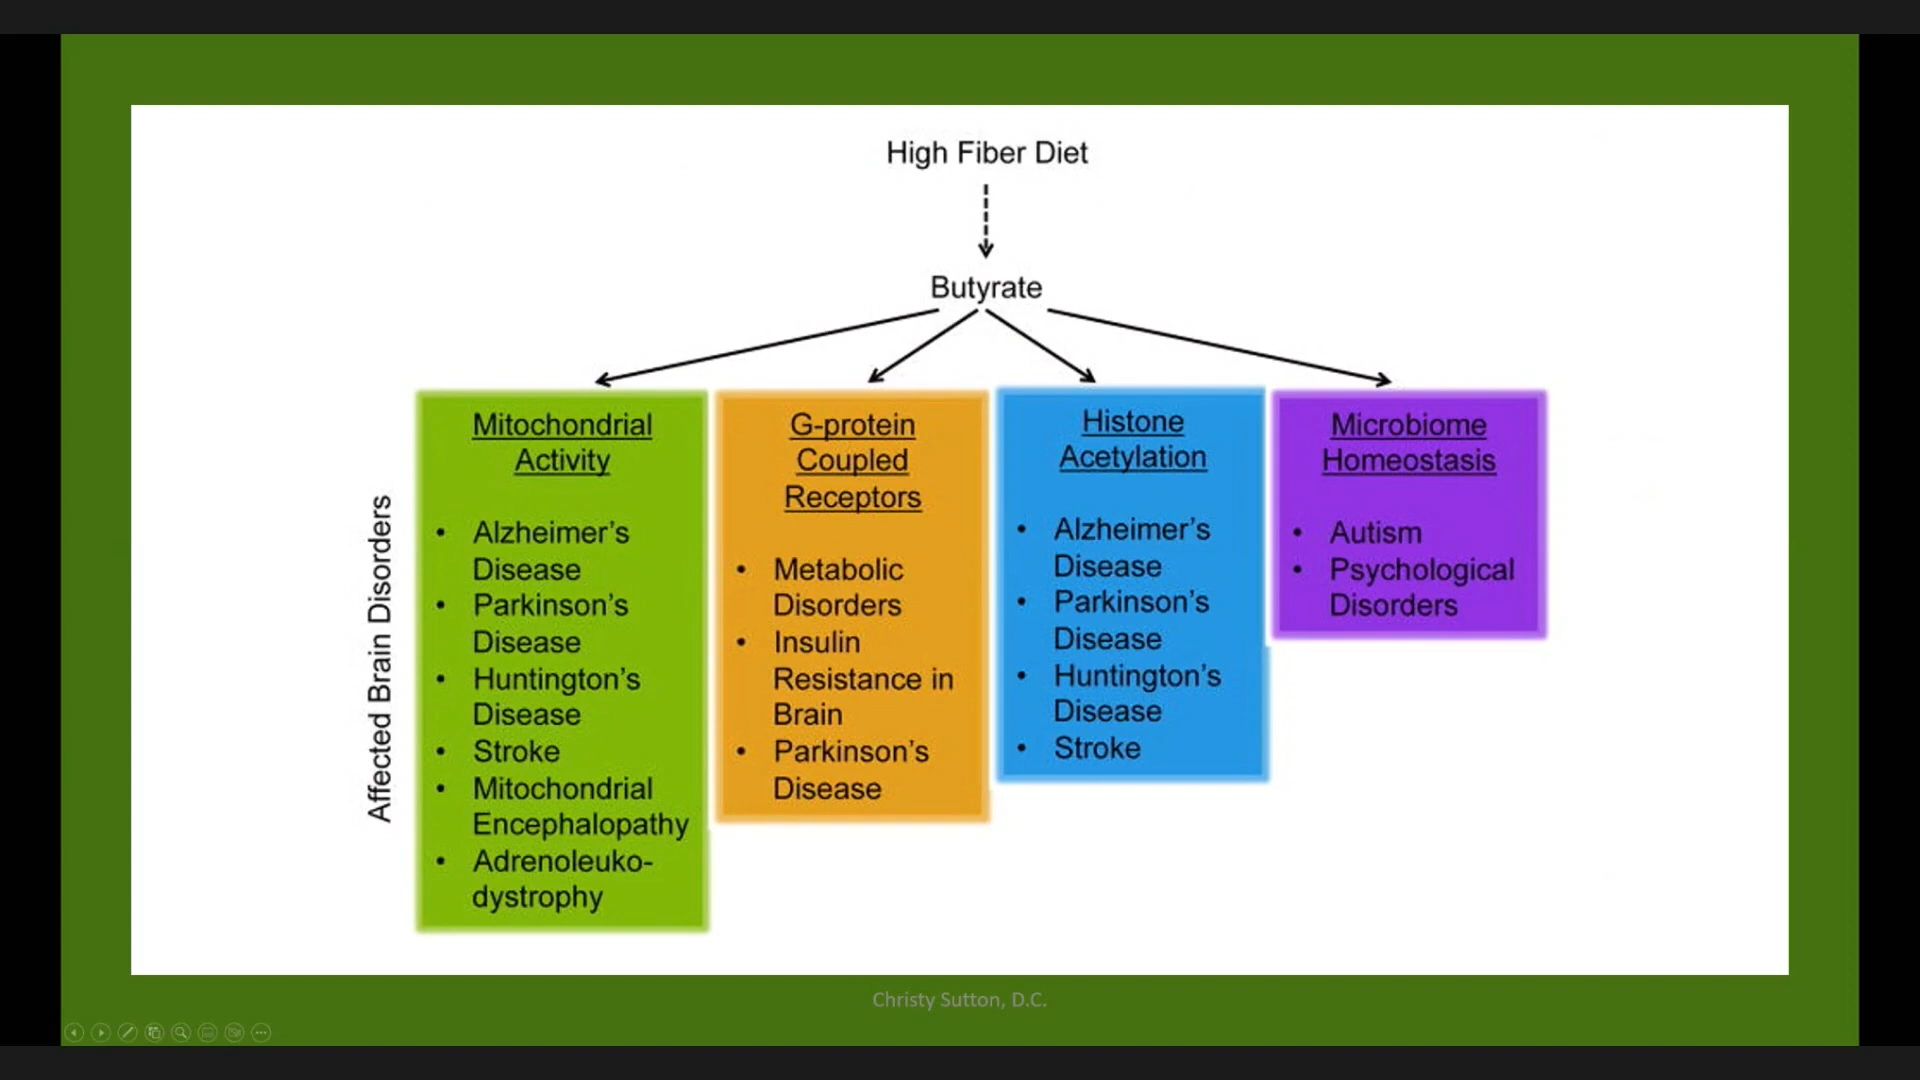 High Fiber Diet
Butyrate
Affected Brain Disorders
Mitochondrial
Activity
• Alzheimer's
Disease
• Parkinson's
Disease
• Huntington's
Disease
• Stroke
• Mitochondrial
Encephalopathy
• Adrenoleuko-
dystrophy
G-protein
Coupled
Receptors
• Metabolic
Disorders
• Insulin
Resistance in
Brain
• Parkinson's
Disease
Histone
Acetylation
• Alzheimer's
Disease
• Parkinson's
Disease
• Huntington's
Disease
• Stroke
Microbiome
Homeostasis
• Autism
• Psychological
Disorders
Christy Sutton, D.C.